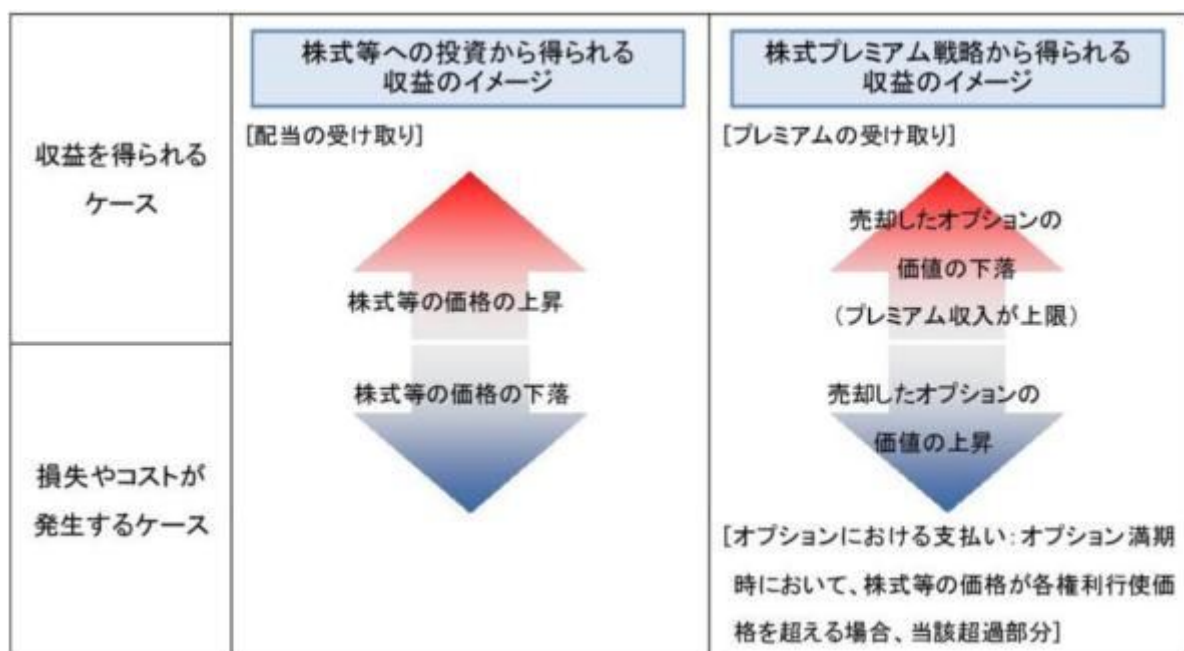 株式等への投資から得られる
収益のイメージ
株式プレミアム戦略から得られる
収益のイメージ
収益を得られる
ケース
[配当の受け取り]
株式等の価格の上昇
[プレミアムの受け取り]
売却したオプションの
価値の下落
(プレミアム収入が上限)
損失やコストが
発生するケース
株式等の価格の下落
売却したオプションの
価値の上昇
[オプションにおける支払い:オプション満期
時において、株式等の価格が各権利行使価
格を超える場合、当該超過部分]